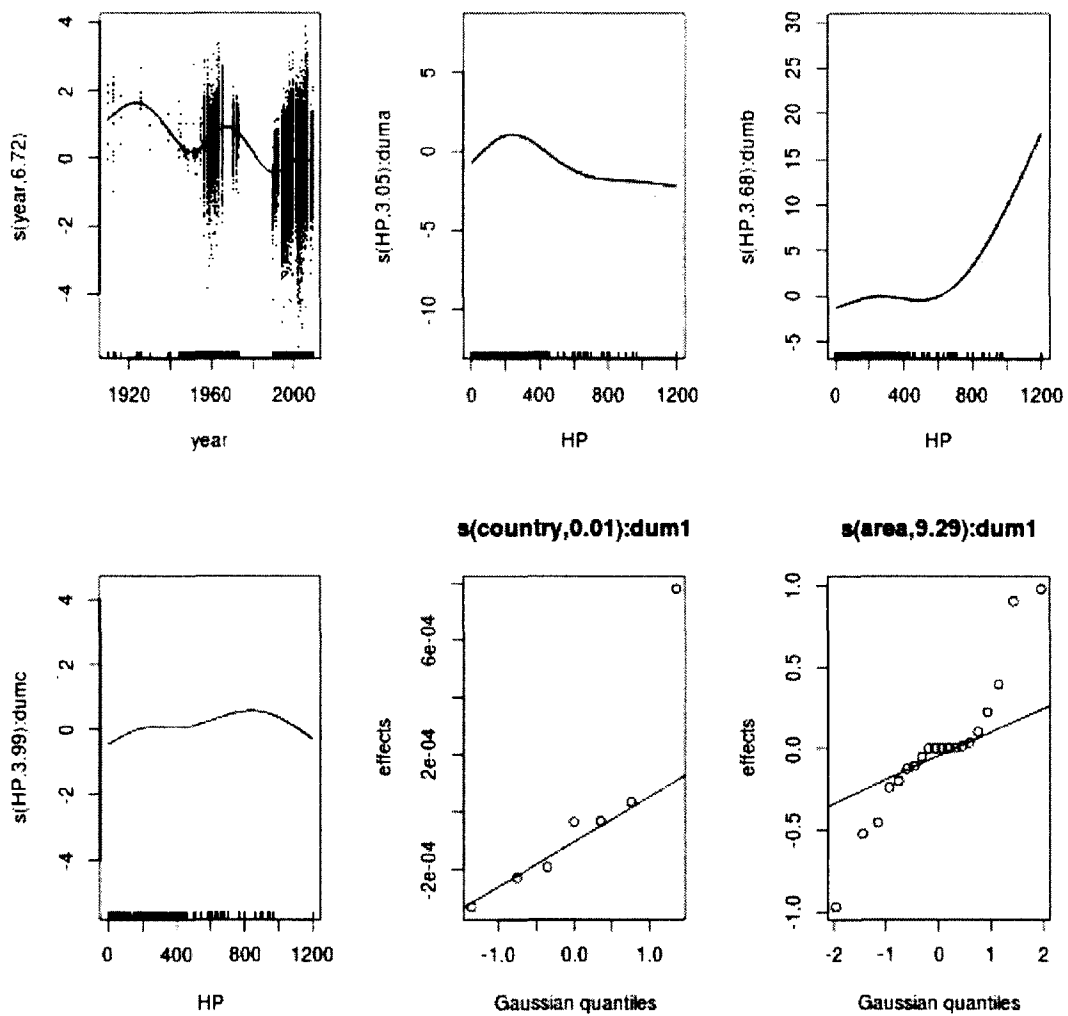 s(year,6.72)
4
2
0
-2
-4
1920
1960
2000
year
s(HP,3.05):duma
5
0
-5
-10
0
400
800
1200
HP
s(HP,3.68):dumb
30
25
20
15
10
5
0
-5
0
400
800
1200
HP
s(HP,3.99):dumc
4
2
0
-2
-4
0
400
800
1200
HP
s(country,0.01):dum1
effects
6e-04
2e-04
-2e-04
-1.0
0.0
1.0
Gaussian quantiles
s(area,9.29):dum1
effects
1.0
0.5
0.0
-0.5
-1.0
-2
-1
0
1
2
Gaussian quantiles